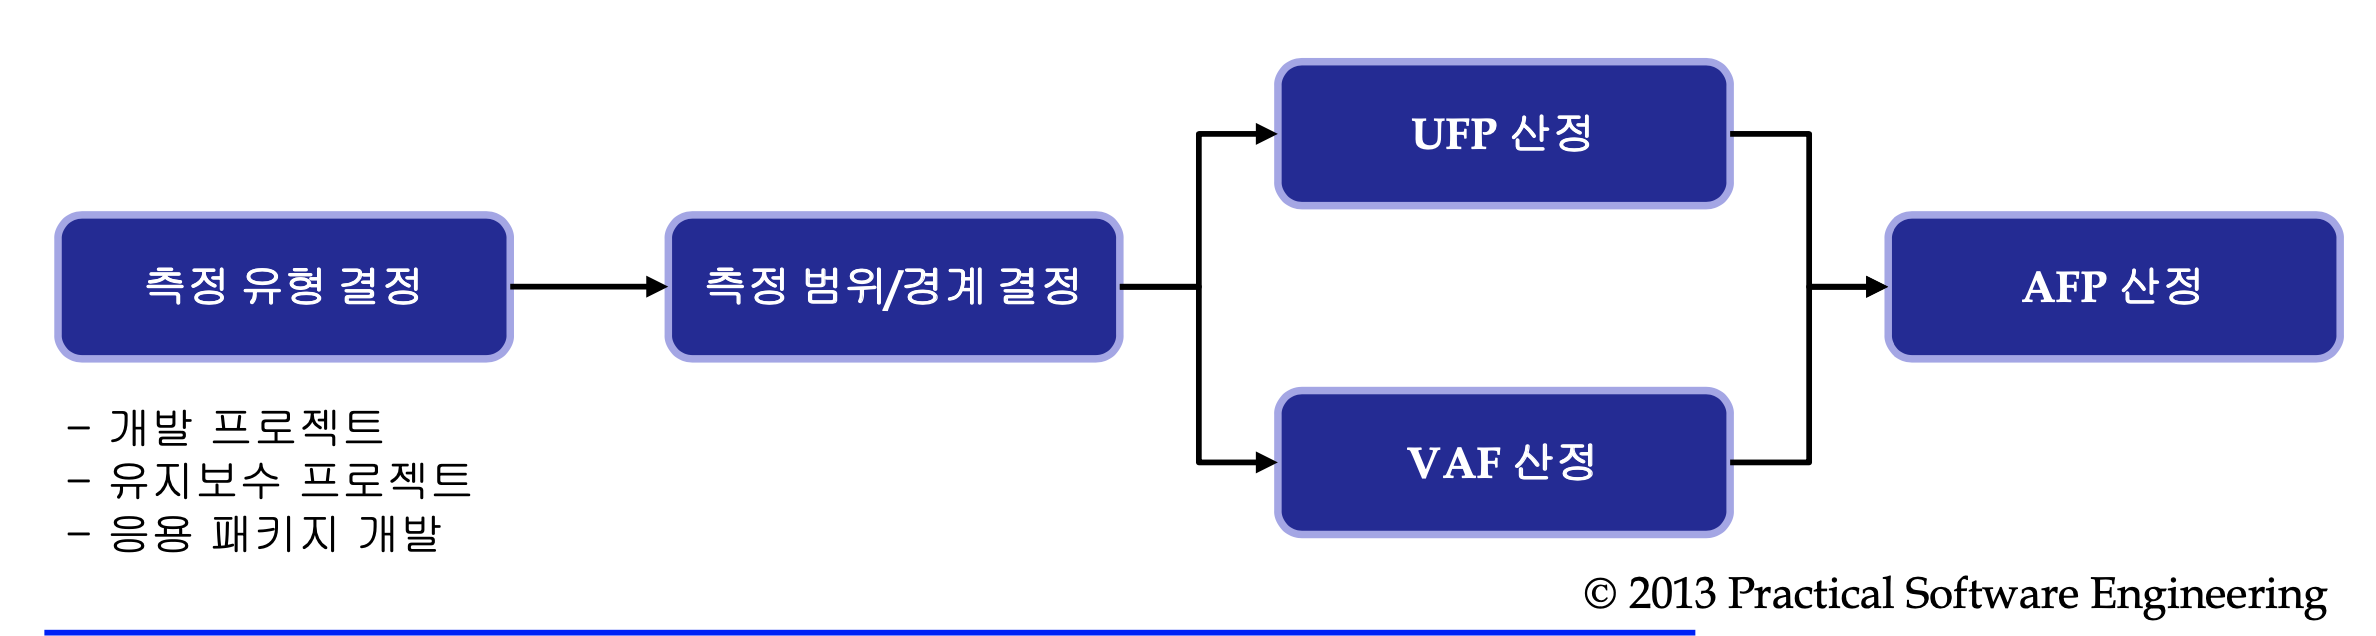 측정 유형 결정
- 개발 프로젝트
- 유지보수 프로젝트
- 응용 패키지 개발
측정 범위/경계 결정
UFP 산정
VAF 산정
AFP 산정
© 2013 Practical Software Engineering